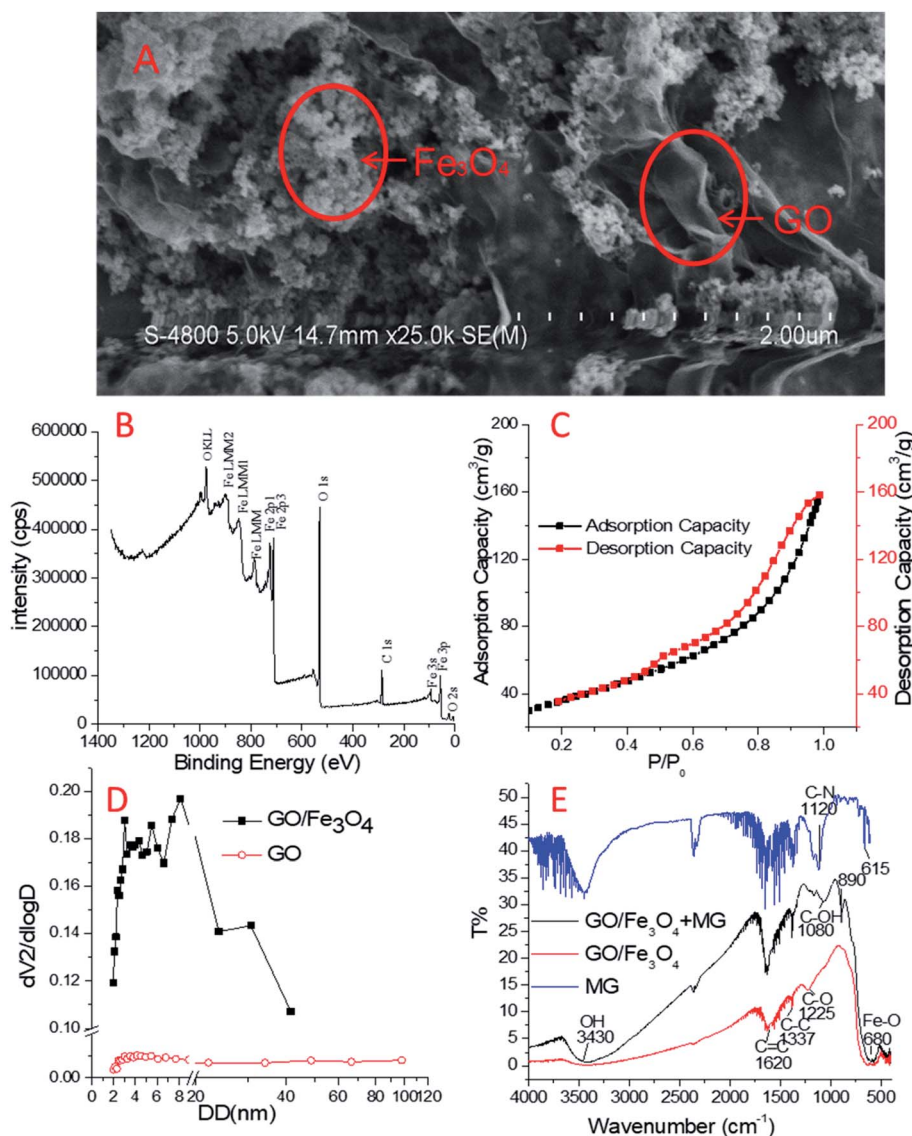 A
Fe₃O₄
GO
S-4800 5.0kV 14.7mm x25.0k SE(M)
2.00um
B
600000
500000
400000
300000
200000
100000
0
intensity (cps)
OKLL
Fe LMM2
Fe LMM1
Fe LMM
Fe 2p1
Fe 2p3
O 1s
C 1s
Fe 3s
Fe 3p
O 2s
1400 1200 1000 800 600 400 200 0
Binding Energy (eV)
C
200
160
120
80
40
Adsorption Capacity (cm³/g)
Adsorption Capacity
Desorption Capacity
200
160
120
80
40
Desorption Capacity (cm³/g)
0.2 0.4 0.6 0.8 1.0
P/P₀
D
0.20
0.18
0.16
0.14
0.12
0.10
0.00
dV2/dlogD
GO/Fe₃O₄
GO
0 2 4 6 8 20 40 60 80 100 120
DD(nm)
E
50
45
40
35
30
25
20
15
10
5
0
T%
C-N
1120
615
890
GO/Fe₃O₄+MG
GO/Fe₃O₄
MG
C-OH
1080
C-O
1225
C-C
1337
C=C
1620
OH
3430
Fe-O
680
4000 3500 3000 2500 2000 1500 1000 500
Wavenumber (cm⁻¹)